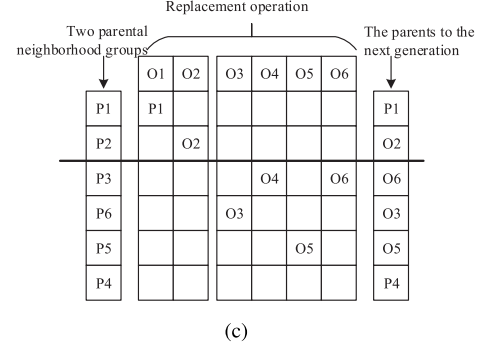 Replacement operation
Two parental
neighborhood groups
The parents to the
next generation
O1 O2 O3 O4 O5 O6
P1 P1 P1
P2 O2 O2
P3 O4 O6 O6
P6 O3 O3
P5 O5 O5
P4 P4
(c)